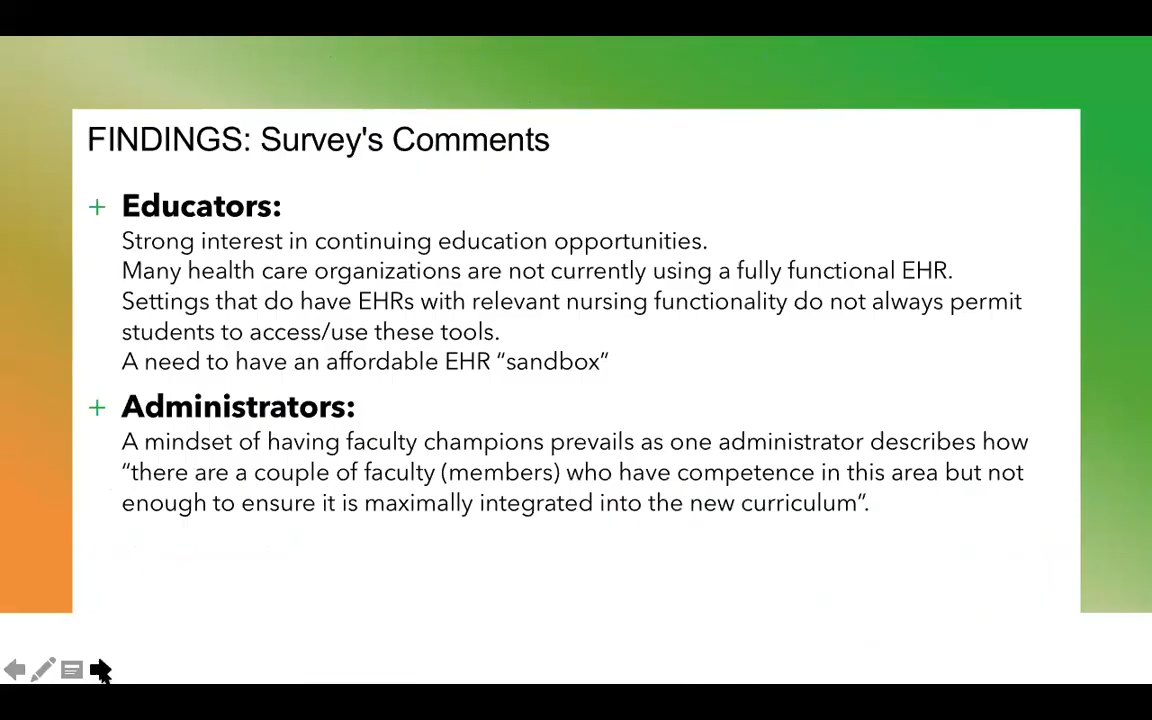 FINDINGS: Survey's Comments
+ Educators:
Strong interest in continuing education opportunities.
Many health care organizations are not currently using a fully functional EHR.
Settings that do have EHRs with relevant nursing functionality do not always permit
students to access/use these tools.
A need to have an affordable EHR “sandbox”
+ Administrators:
A mindset of having faculty champions prevails as one administrator describes how
“there are a couple of faculty (members) who have competence in this area but not
enough to ensure it is maximally integrated into the new curriculum”.